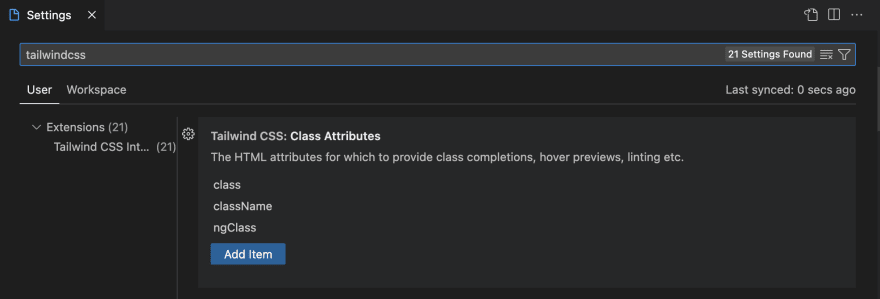 Settings
tailwindcss
21 Settings Found
User Workspace
Last synced: 0 secs ago
Extensions (21)
Tailwind CSS Int... (21)
Tailwind CSS: Class Attributes
The HTML attributes for which to provide class completions, hover previews, linting etc.
class
className
ngClass
Add Item